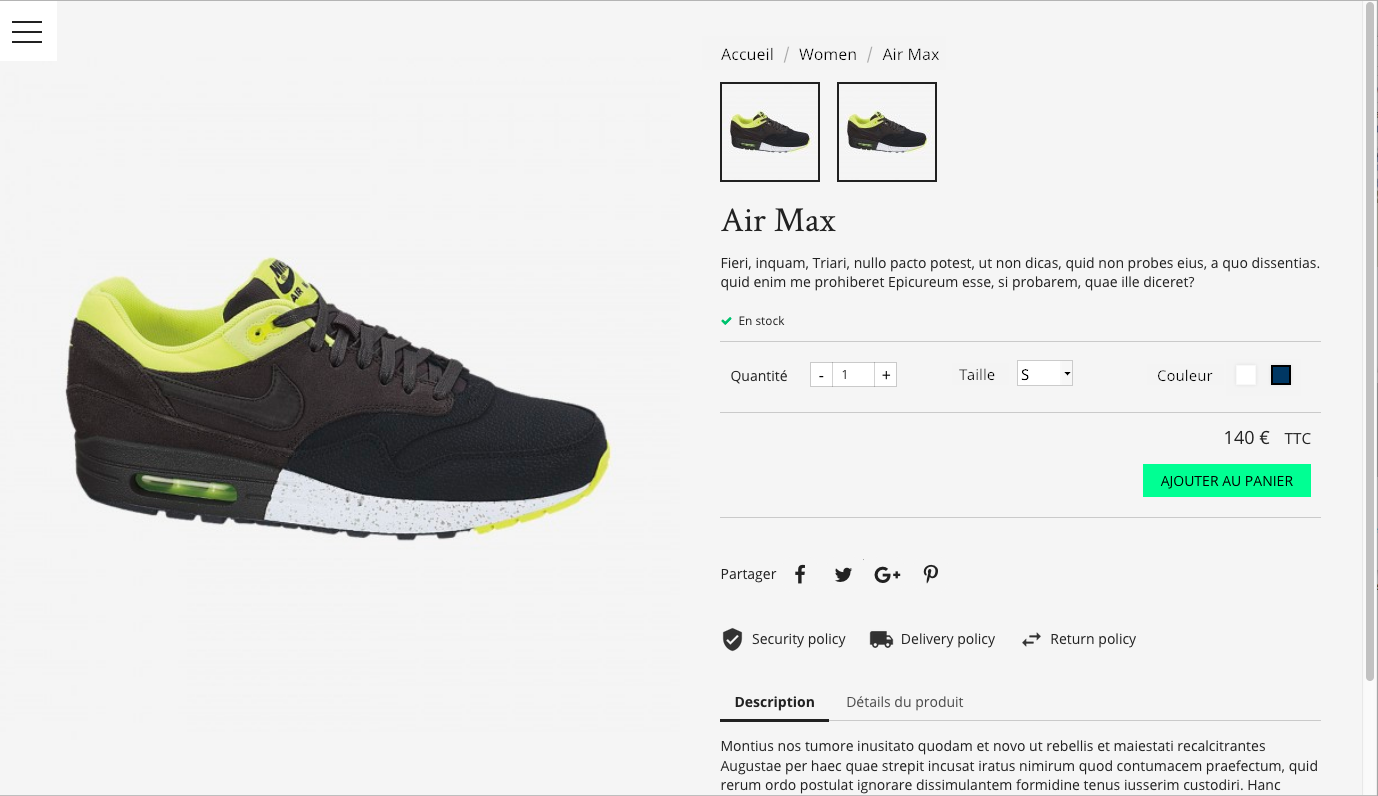 Accueil / Women / Air Max
NIKE
AIR
Air Max
Fieri, inquam, Triari, nullo pacto potest, ut non dicas, quid non probes eius, a quo dissentias.
quid enim me prohiberet Epicureum esse, si probarem, quae ille diceret?
En stock
Quantité - 1 + Taille S Couleur
140 € TTC
AJOUTER AU PANIER
Partager
Security policy Delivery policy Return policy
Description Détails du produit
Montius nos tumore inusitato quodam et novo ut rebellis et maiestati recalcitrantes
Augustae per haec quae strepit incusat iratus nimirum quod contumacem praefectum, quid
rerum ordo postulat ignorare dissimulantem formidine tenus iusserim custodiri. Hanc